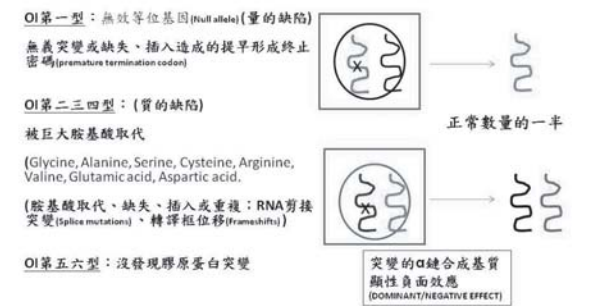 OI第一型：無效等位基因(Null allele)(量的缺陷)
無義突變或缺失、插入造成的提早形成終止
密碼(premature termination codon)
正常數量的一半
OI第二三四型：(質的缺陷)
被巨大胺基酸取代
(Glycine, Alanine, Serine, Cysteine, Arginine,
Valine, Glutamic acid, Aspartic acid.
(胺基酸取代、缺失、插入或重複；RNA剪接
突變(Splice mutations)、轉譯框位移(Frameshifts))
OI第五六型：沒發現膠原蛋白突變
突變的α鏈合成基質
顯性負面效應
(DOMINANT/NEGATIVE EFFECT)